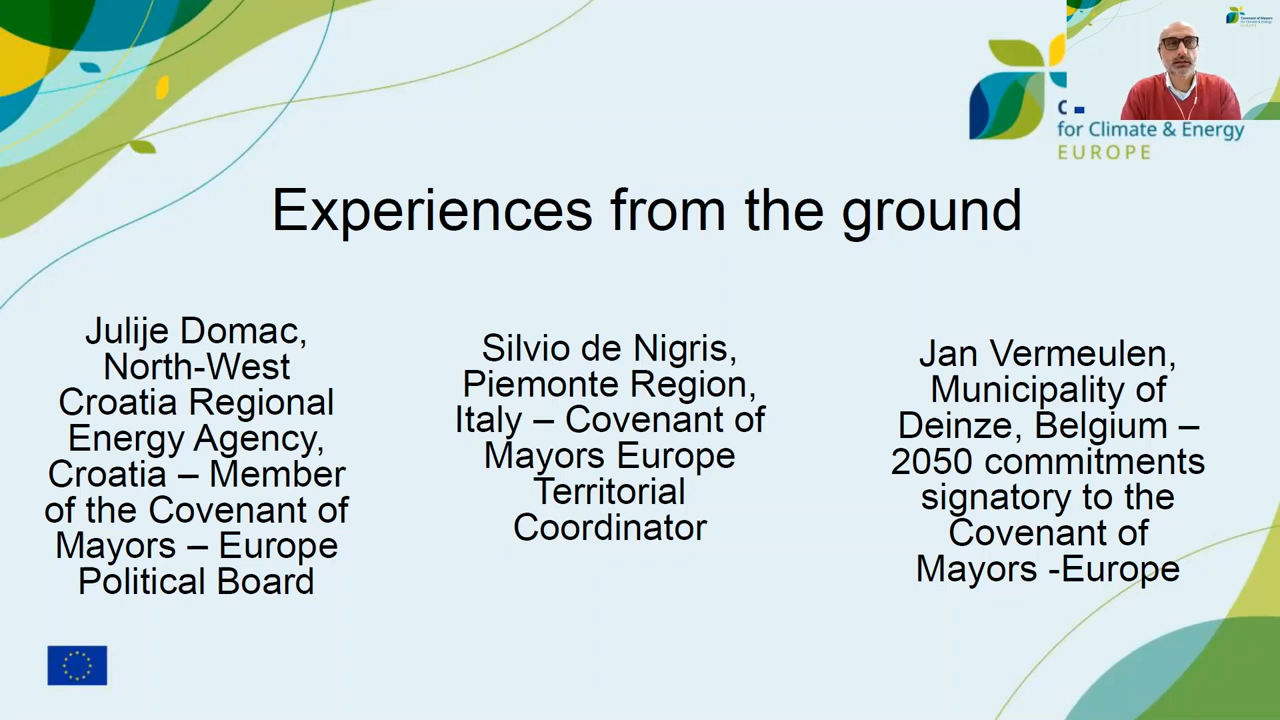 for Climate & Energy
EUROPE
Experiences from the ground
Julije Domac,
North-West
Croatia Regional
Energy Agency,
Croatia – Member
of the Covenant of
Mayors – Europe
Political Board
Silvio de Nigris,
Piemonte Region,
Italy – Covenant of
Mayors Europe
Territorial
Coordinator
Jan Vermeulen,
Municipality of
Deinze, Belgium –
2050 commitments
signatory to the
Covenant of
Mayors -Europe